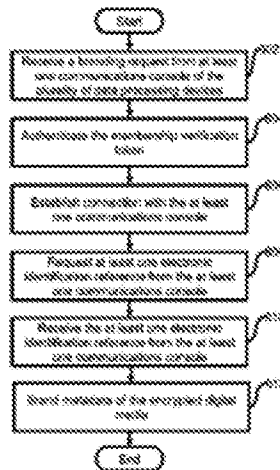 Start
Receive a branding request from at least
one communications console of the
plurality of data processing devices
Authenticate the membership verification
token
Establish connection with the at least
one communications console
Request at least one electronic
identification reference from the at least
one communications console
Receive the at least one electronic
identification reference from the at least
one communications console
Brand metadata of the encrypted digital
media
End